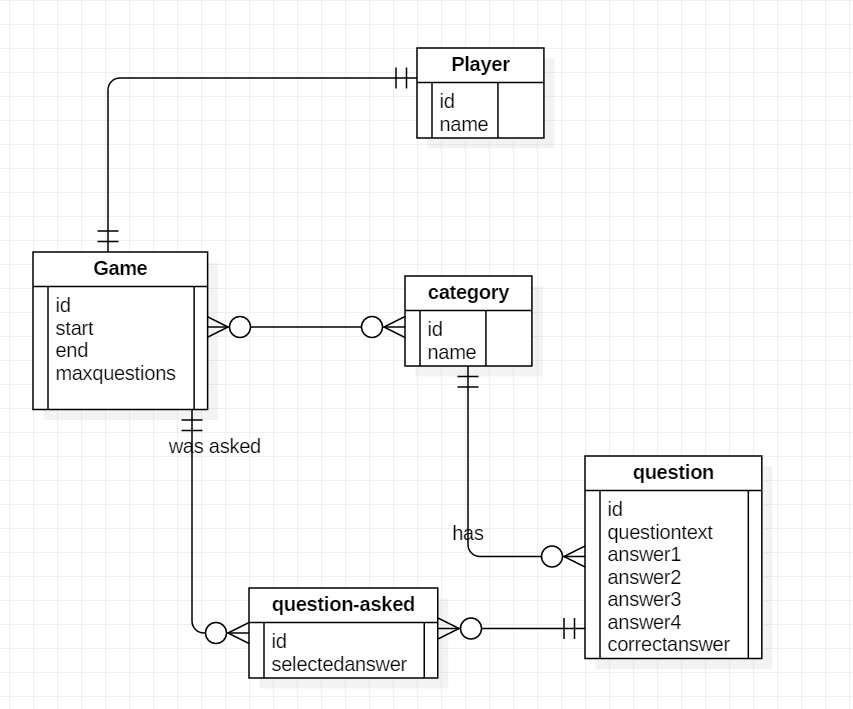 Player
id
name
Game
id
start
end
maxquestions
category
id
name
was asked
has
question
id
questiontext
answer1
answer2
answer3
answer4
correctanswer
question-asked
id
selectedanswer